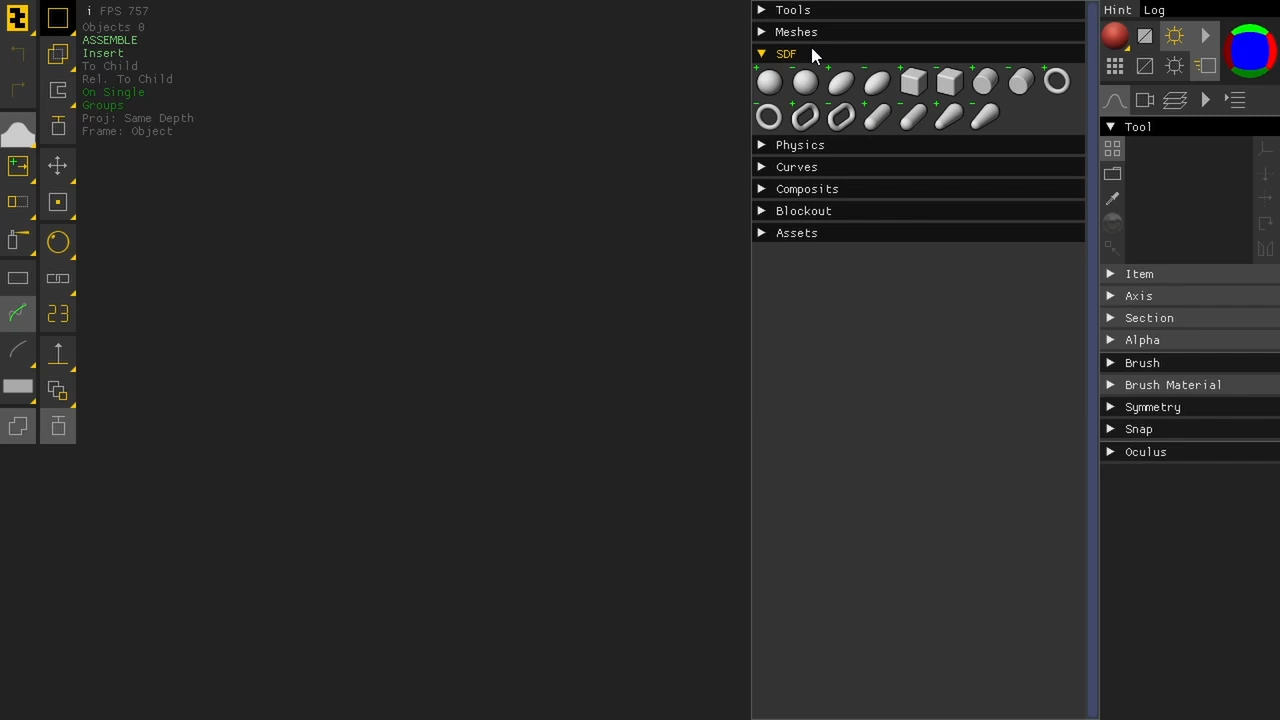 i FPS 757
Objects 0
ASSEMBLE
Insert
To Child
Rel. To Child
On Single
Groups
Proj: Same Depth
Frame: Object
23
Tools
Meshes
SDF
Physics
Curves
Composits
Blockout
Assets
Hint Log
Tool
Item
Axis
Section
Alpha
Brush
Brush Material
Symmetry
Snap
Oculus